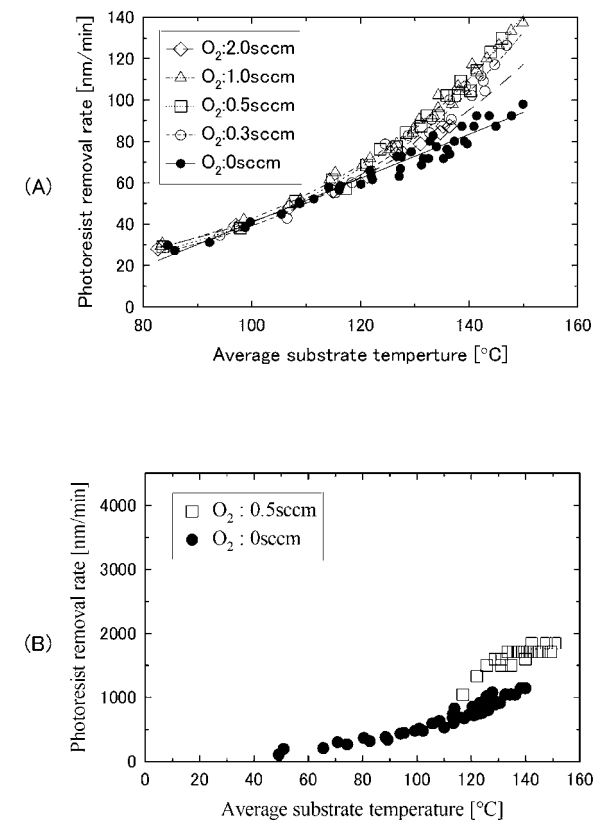 (A)
Photoresist removal rate [nm/min]
140
120
100
80
60
40
20
0
O2:2.0sccm
O2:1.0sccm
O2:0.5sccm
O2:0.3sccm
O2:0sccm
80 100 120 140 160
Average substrate temperture [°C]
(B)
Photoresist removal rate [nm/min]
4000
3000
2000
1000
0
O2 : 0.5sccm
O2 : 0sccm
0 20 40 60 80 100 120 140 160
Average substrate temperature [°C]